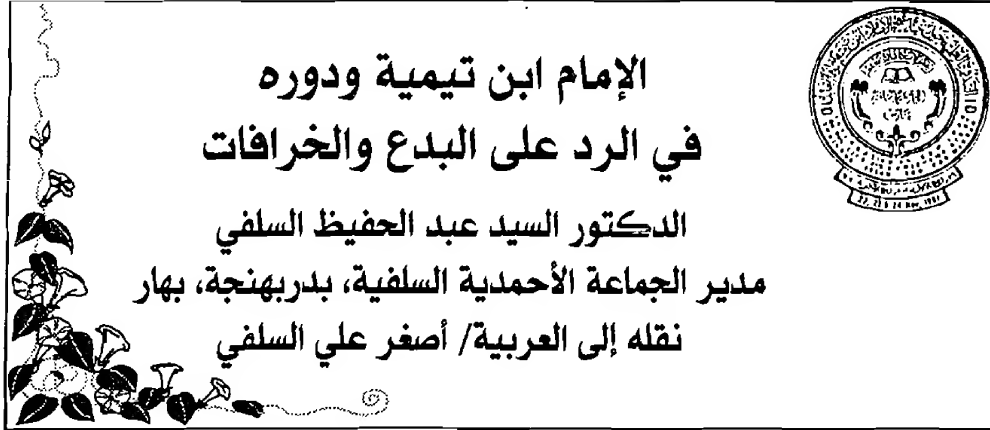 الإمام ابن تيمية ودوره
في الرد على البدع والخرافات
الدكتور السيد عبد الحفيظ السلفي
مدير الجماعة الأحمدية السلفية، بدربهنجة، بهار
نقله إلى العربية/ أصغر علي السلفي